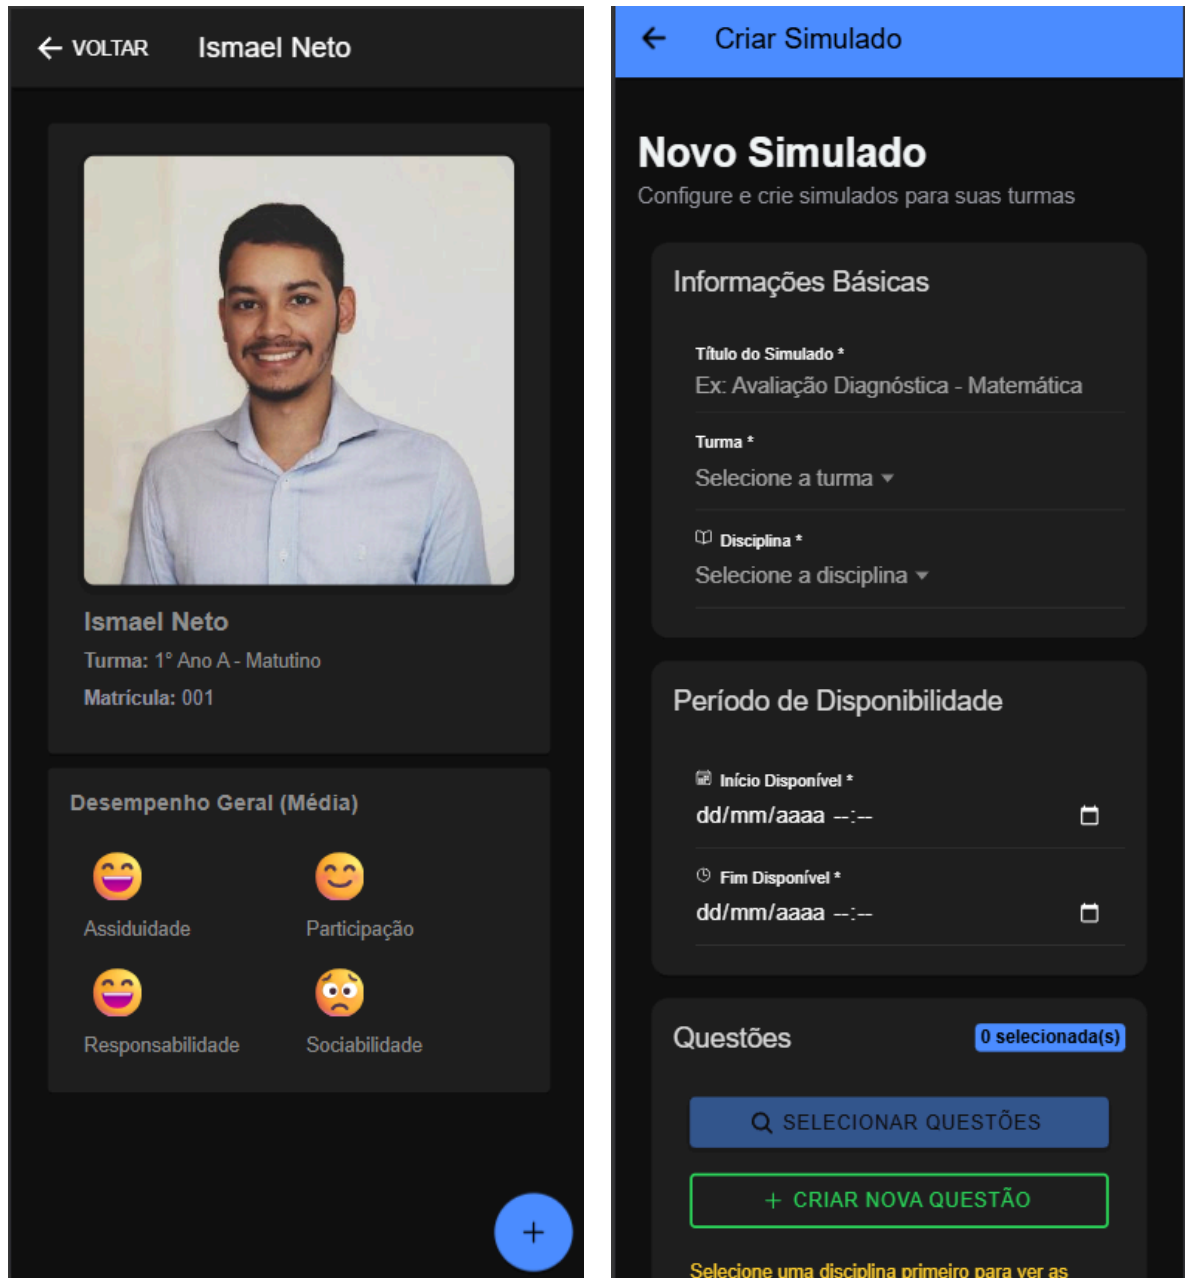 VOLTAR Ismael Neto
Ismael Neto
Turma: 1° Ano A - Matutino
Matrícula: 001
Desempenho Geral (Média)
Assiduidade Participação
Responsabilidade Sociabilidade
+
Criar Simulado
Novo Simulado
Configure e crie simulados para suas turmas
Informações Básicas
Título do Simulado *
Ex: Avaliação Diagnóstica - Matemática
Turma *
Selecione a turma
Disciplina *
Selecione a disciplina
Período de Disponibilidade
Início Disponível *
dd/mm/aaaa --:--
Fim Disponível *
dd/mm/aaaa --:--
Questões 0 selecionada(s)
SELECIONAR QUESTÕES
+ CRIAR NOVA QUESTÃO
Selecione uma disciplina primeiro para ver as